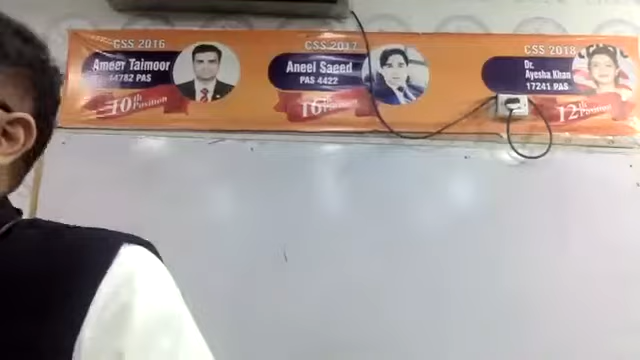 CSS 2016
Ameer Taimoor
44782 PAS
10th Position
CSS 2017
Aneel Saeed
PAS 4422
16th
CSS 2018
Dr.
Ayesha Khan
17241 PAS
12th Position